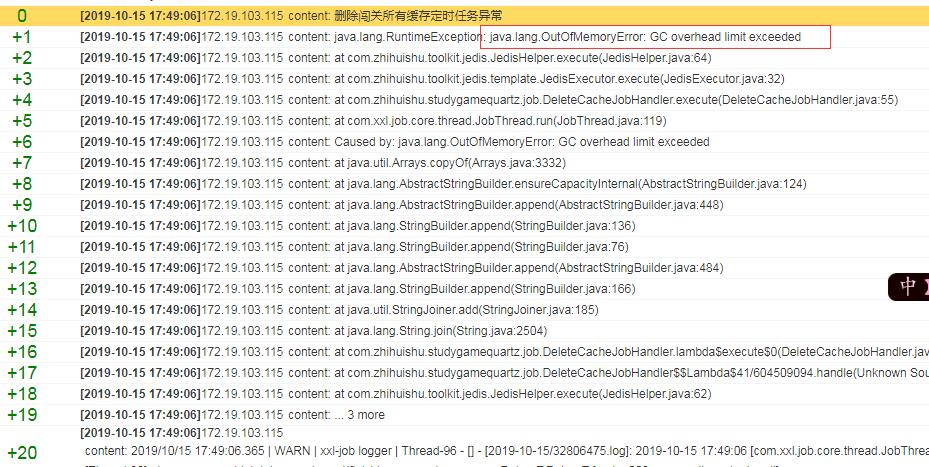 0 [2019-10-15 17:49:06]172.19.103.115 content: 删除闯关所有缓存定时任务异常
+1 [2019-10-15 17:49:06]172.19.103.115 content: java.lang.RuntimeException: java.lang.OutOfMemoryError: GC overhead limit exceeded
+2 [2019-10-15 17:49:06]172.19.103.115 content: at com.zhihuishu.toolkit.jedis.JedisHelper.execute(JedisHelper.java:64)
+3 [2019-10-15 17:49:06]172.19.103.115 content: at com.zhihuishu.toolkit.jedis.template.JedisExecutor.execute(JedisExecutor.java:32)
+4 [2019-10-15 17:49:06]172.19.103.115 content: at com.zhihuishu.studygamequartz.job.DeleteCacheJobHandler.execute(DeleteCacheJobHandler.java:55)
+5 [2019-10-15 17:49:06]172.19.103.115 content: at com.xxl.job.core.thread.JobThread.run(JobThread.java:119)
+6 [2019-10-15 17:49:06]172.19.103.115 content: Caused by: java.lang.OutOfMemoryError: GC overhead limit exceeded
+7 [2019-10-15 17:49:06]172.19.103.115 content: at java.util.Arrays.copyOf(Arrays.java:3332)
+8 [2019-10-15 17:49:06]172.19.103.115 content: at java.lang.AbstractStringBuilder.ensureCapacityInternal(AbstractStringBuilder.java:124)
+9 [2019-10-15 17:49:06]172.19.103.115 content: at java.lang.AbstractStringBuilder.append(AbstractStringBuilder.java:448)
+10 [2019-10-15 17:49:06]172.19.103.115 content: at java.lang.StringBuilder.append(StringBuilder.java:136)
+11 [2019-10-15 17:49:06]172.19.103.115 content: at java.lang.StringBuilder.append(StringBuilder.java:76)
+12 [2019-10-15 17:49:06]172.19.103.115 content: at java.lang.AbstractStringBuilder.append(AbstractStringBuilder.java:484)
+13 [2019-10-15 17:49:06]172.19.103.115 content: at java.lang.StringBuilder.append(StringBuilder.java:166)
中
+14 [2019-10-15 17:49:06]172.19.103.115 content: at java.util.StringJoiner.add(StringJoiner.java:185)
+15 [2019-10-15 17:49:06]172.19.103.115 content: at java.lang.String.join(String.java:2504)
+16 [2019-10-15 17:49:06]172.19.103.115 content: at com.zhihuishu.studygamequartz.job.DeleteCacheJobHandler.lambda$execute$0(DeleteCacheJobHandler.jav
+17 [2019-10-15 17:49:06]172.19.103.115 content: at com.zhihuishu.studygamequartz.job.DeleteCacheJobHandler$$Lambda$41/604509094.handle(Unknown Sou
+18 [2019-10-15 17:49:06]172.19.103.115 content: at com.zhihuishu.toolkit.jedis.JedisHelper.execute(JedisHelper.java:62)
+19 [2019-10-15 17:49:06]172.19.103.115 content: ... 3 more
[2019-10-15 17:49:06]172.19.103.115
+20 content: 2019/10/15 17:49:06.365 | WARN | xxl-job logger | Thread-96 - [] - [2019-10-15/32806475.log]: 2019-10-15 17:49:06 [com.xxl.job.core.thread.JobThrea